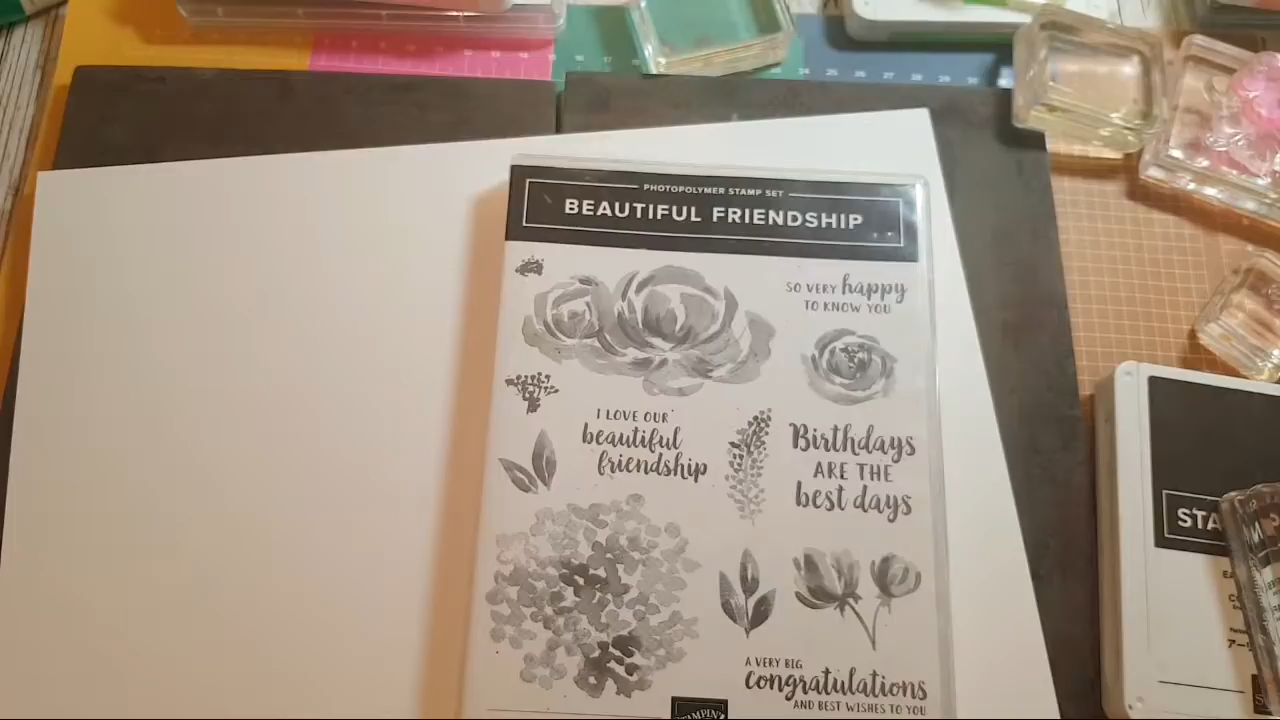 PHOTOPOLYMER STAMP SET
BEAUTIFUL FRIENDSHIP
SO VERY happy
TO KNOW YOU
I LOVE OUR
beautiful
friendship
Birthdays
ARE THE
best days
A VERY BIG
congratulations
AND BEST WISHES TO YOU
STAMPIN'
STA